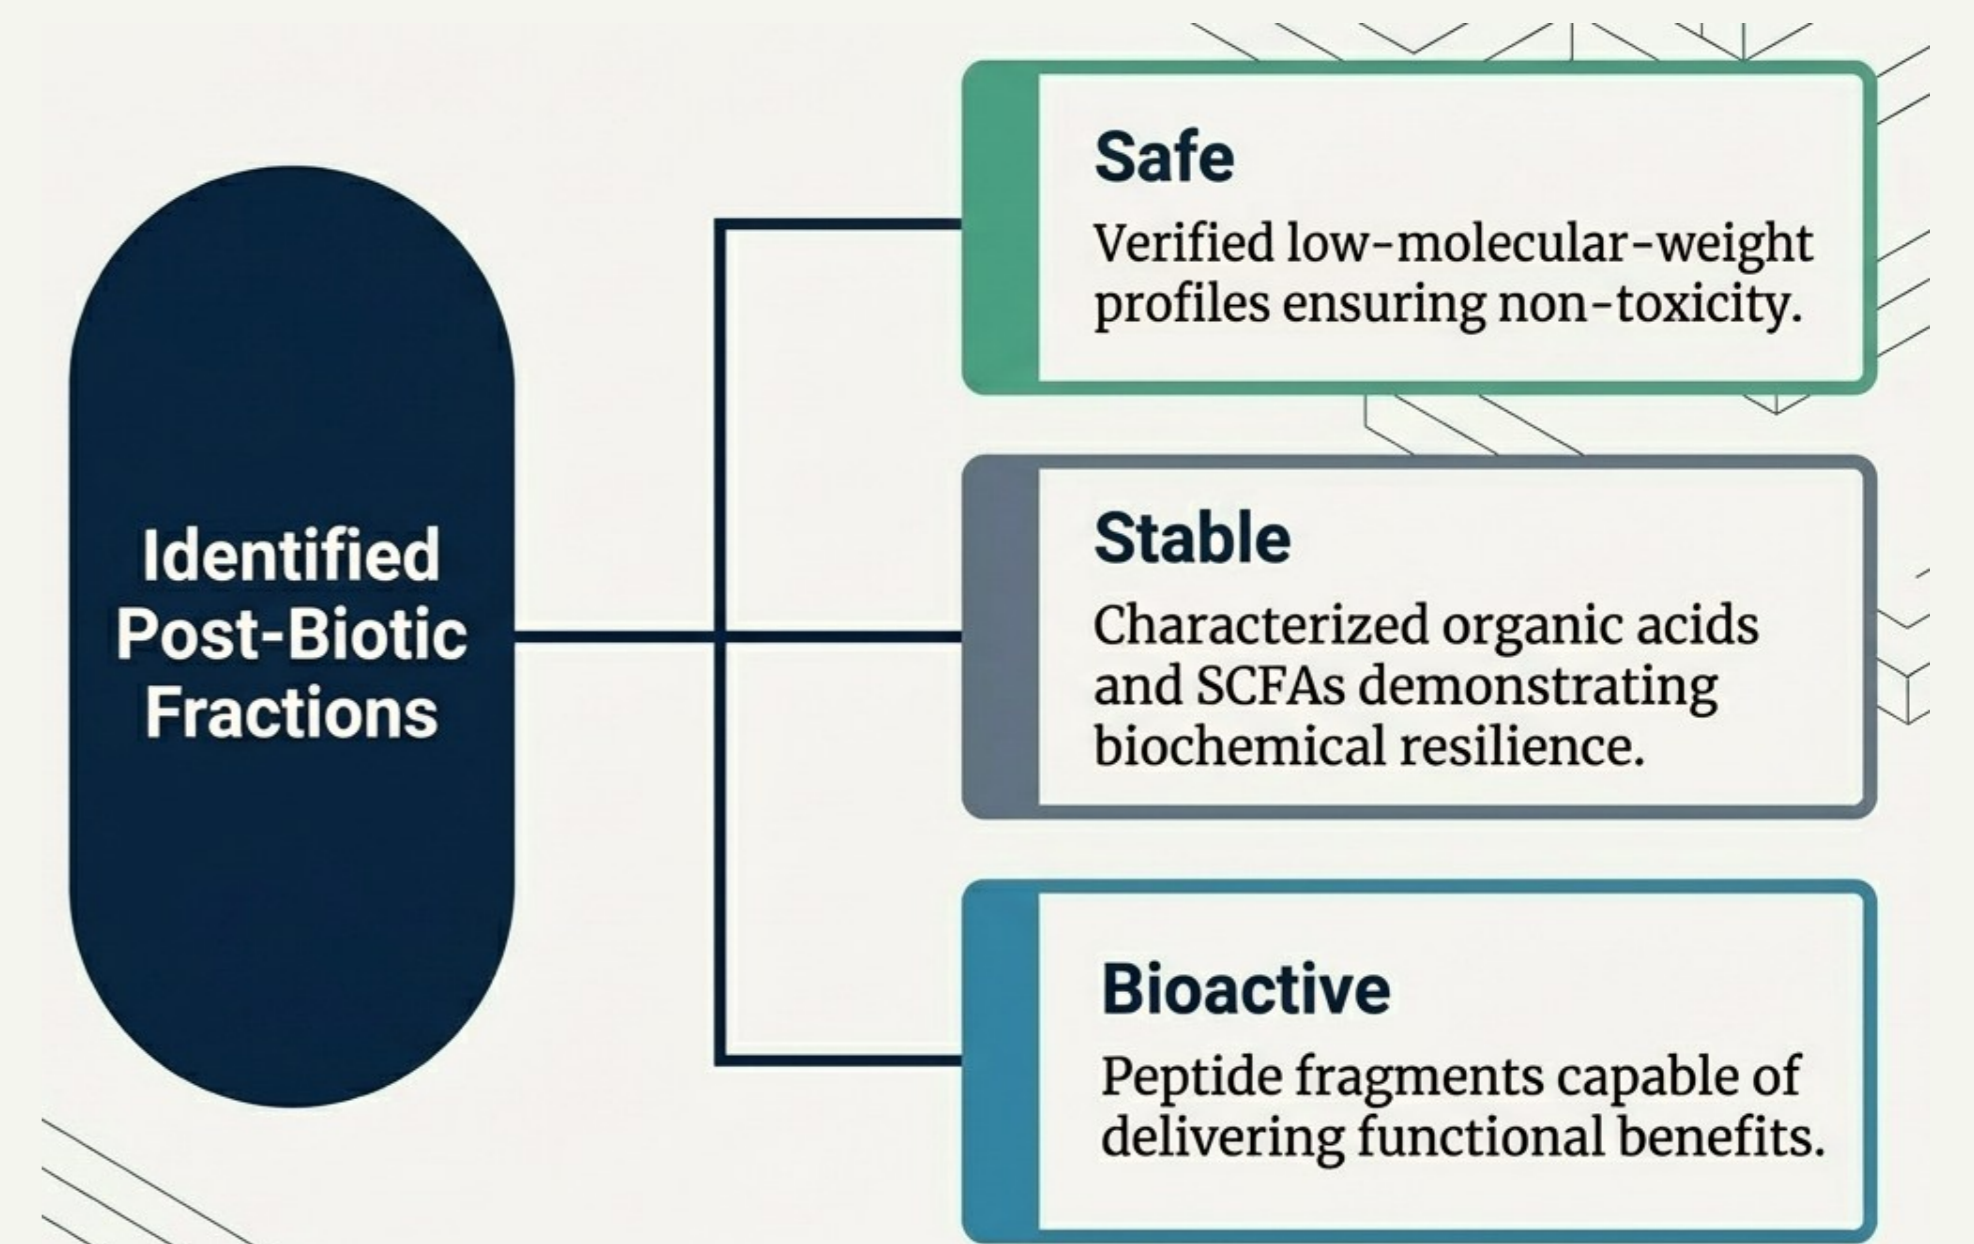 Identified
Post-Biotic
Fractions
Safe
Verified low-molecular-weight
profiles ensuring non-toxicity.
Stable
Characterized organic acids
and SCFAs demonstrating
biochemical resilience.
Bioactive
Peptide fragments capable of
delivering functional benefits.